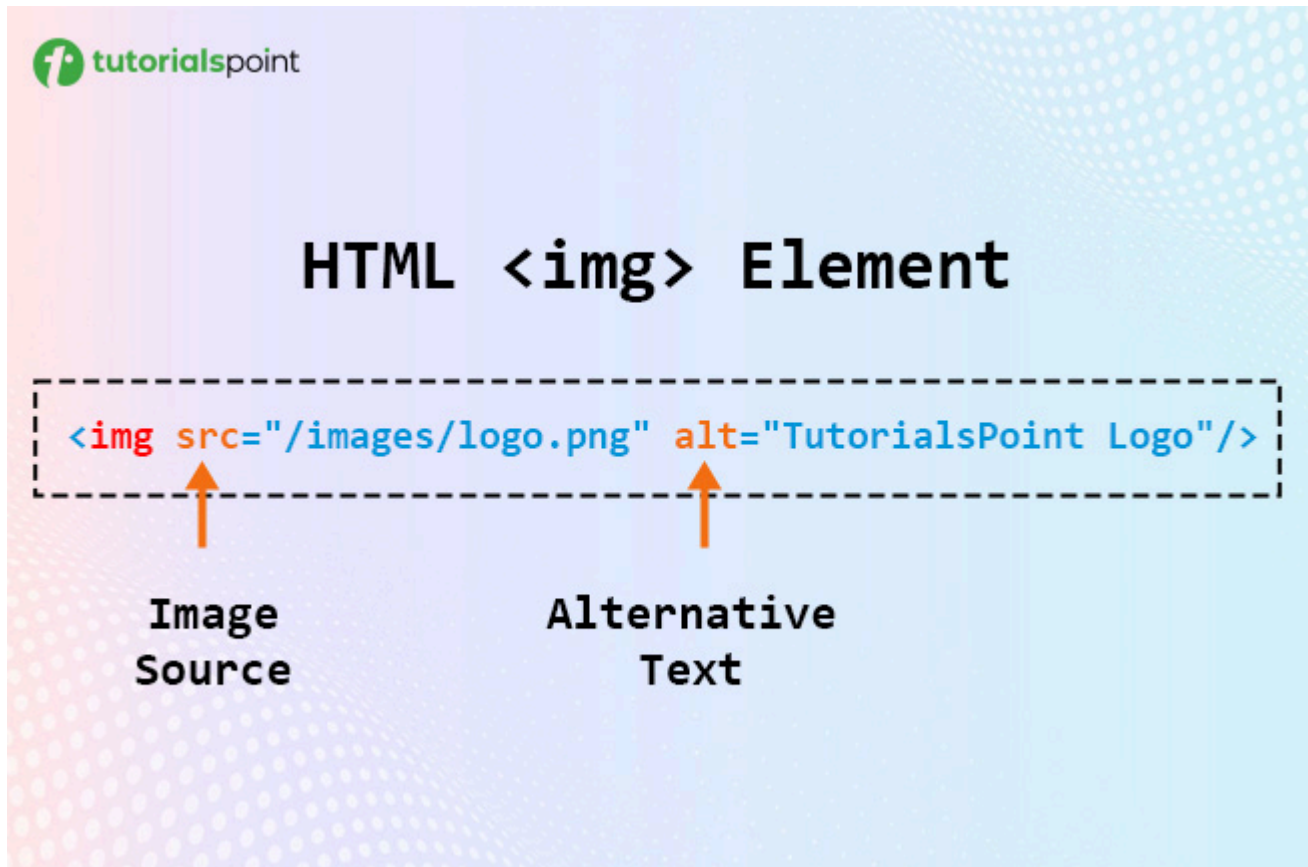 tutorialspoint
HTML <img> Element
<img src="/images/logo.png" alt="TutorialsPoint Logo"/>
Image
Source
Alternative
Text